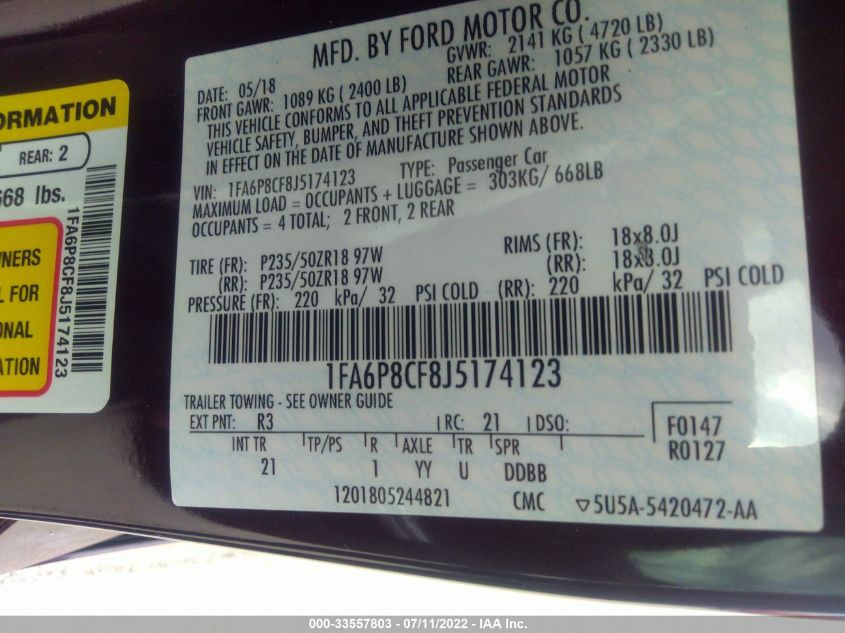 ORMATION
REAR: 2
668 lbs.
1FA6P8CF8J5174123
WNERS
L FOR
ONAL
ATION
MFD. BY FORD MOTOR CO.
DATE: 05/18 GVWR: 2141 KG ( 4720 LB)
FRONT GAWR: 1089 KG ( 2400 LB) REAR GAWR: 1057 KG ( 2330 LB)
THIS VEHICLE CONFORMS TO ALL APPLICABLE FEDERAL MOTOR
VEHICLE SAFETY, BUMPER, AND THEFT PREVENTION STANDARDS
IN EFFECT ON THE DATE OF MANUFACTURE SHOWN ABOVE.
VIN: 1FA6P8CF8J5174123 TYPE: Passenger Car
MAXIMUM LOAD = OCCUPANTS + LUGGAGE = 303KG/ 668LB
OCCUPANTS = 4 TOTAL; 2 FRONT, 2 REAR
TIRE (FR): P235/50ZR18 97W RIMS (FR): 18x8.0J
(RR): P235/50ZR18 97W (RR): 18x8.0J
PRESSURE (FR): 220 kPa/ 32 PSI COLD (RR): 220 kPa/ 32 PSI COLD
1FA6P8CF8J5174123
TRAILER TOWING - SEE OWNER GUIDE
EXT PNT: R3 RC: 21 DSO: F0147
INT TR TP/PS R AXLE TR SPR R0127
21 1 YY U DDBB
1201805244821 CMC ▽5U5A-5420472-AA
000-33557803 - 07/11/2022 - IAA Inc.